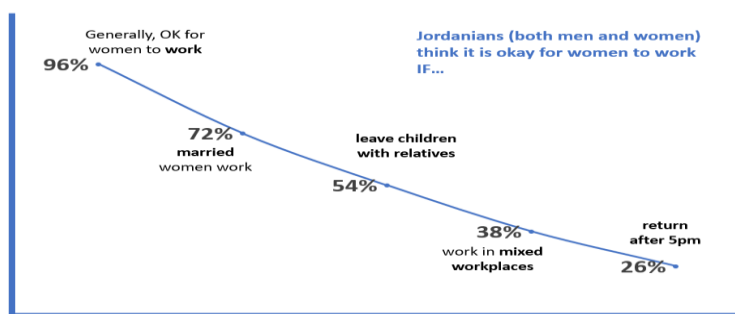 Generally, OK for
women to work
96%
Jordanians (both men and women)
think it is okay for women to work
IF...
72%
married
women work
leave children
with relatives
54%
38%
work in mixed
workplaces
return
after 5pm
26%